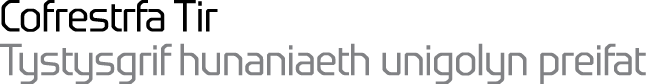 Cofrestrfa Tir
Tystysgrif hunaniaeth unigolyn preifat